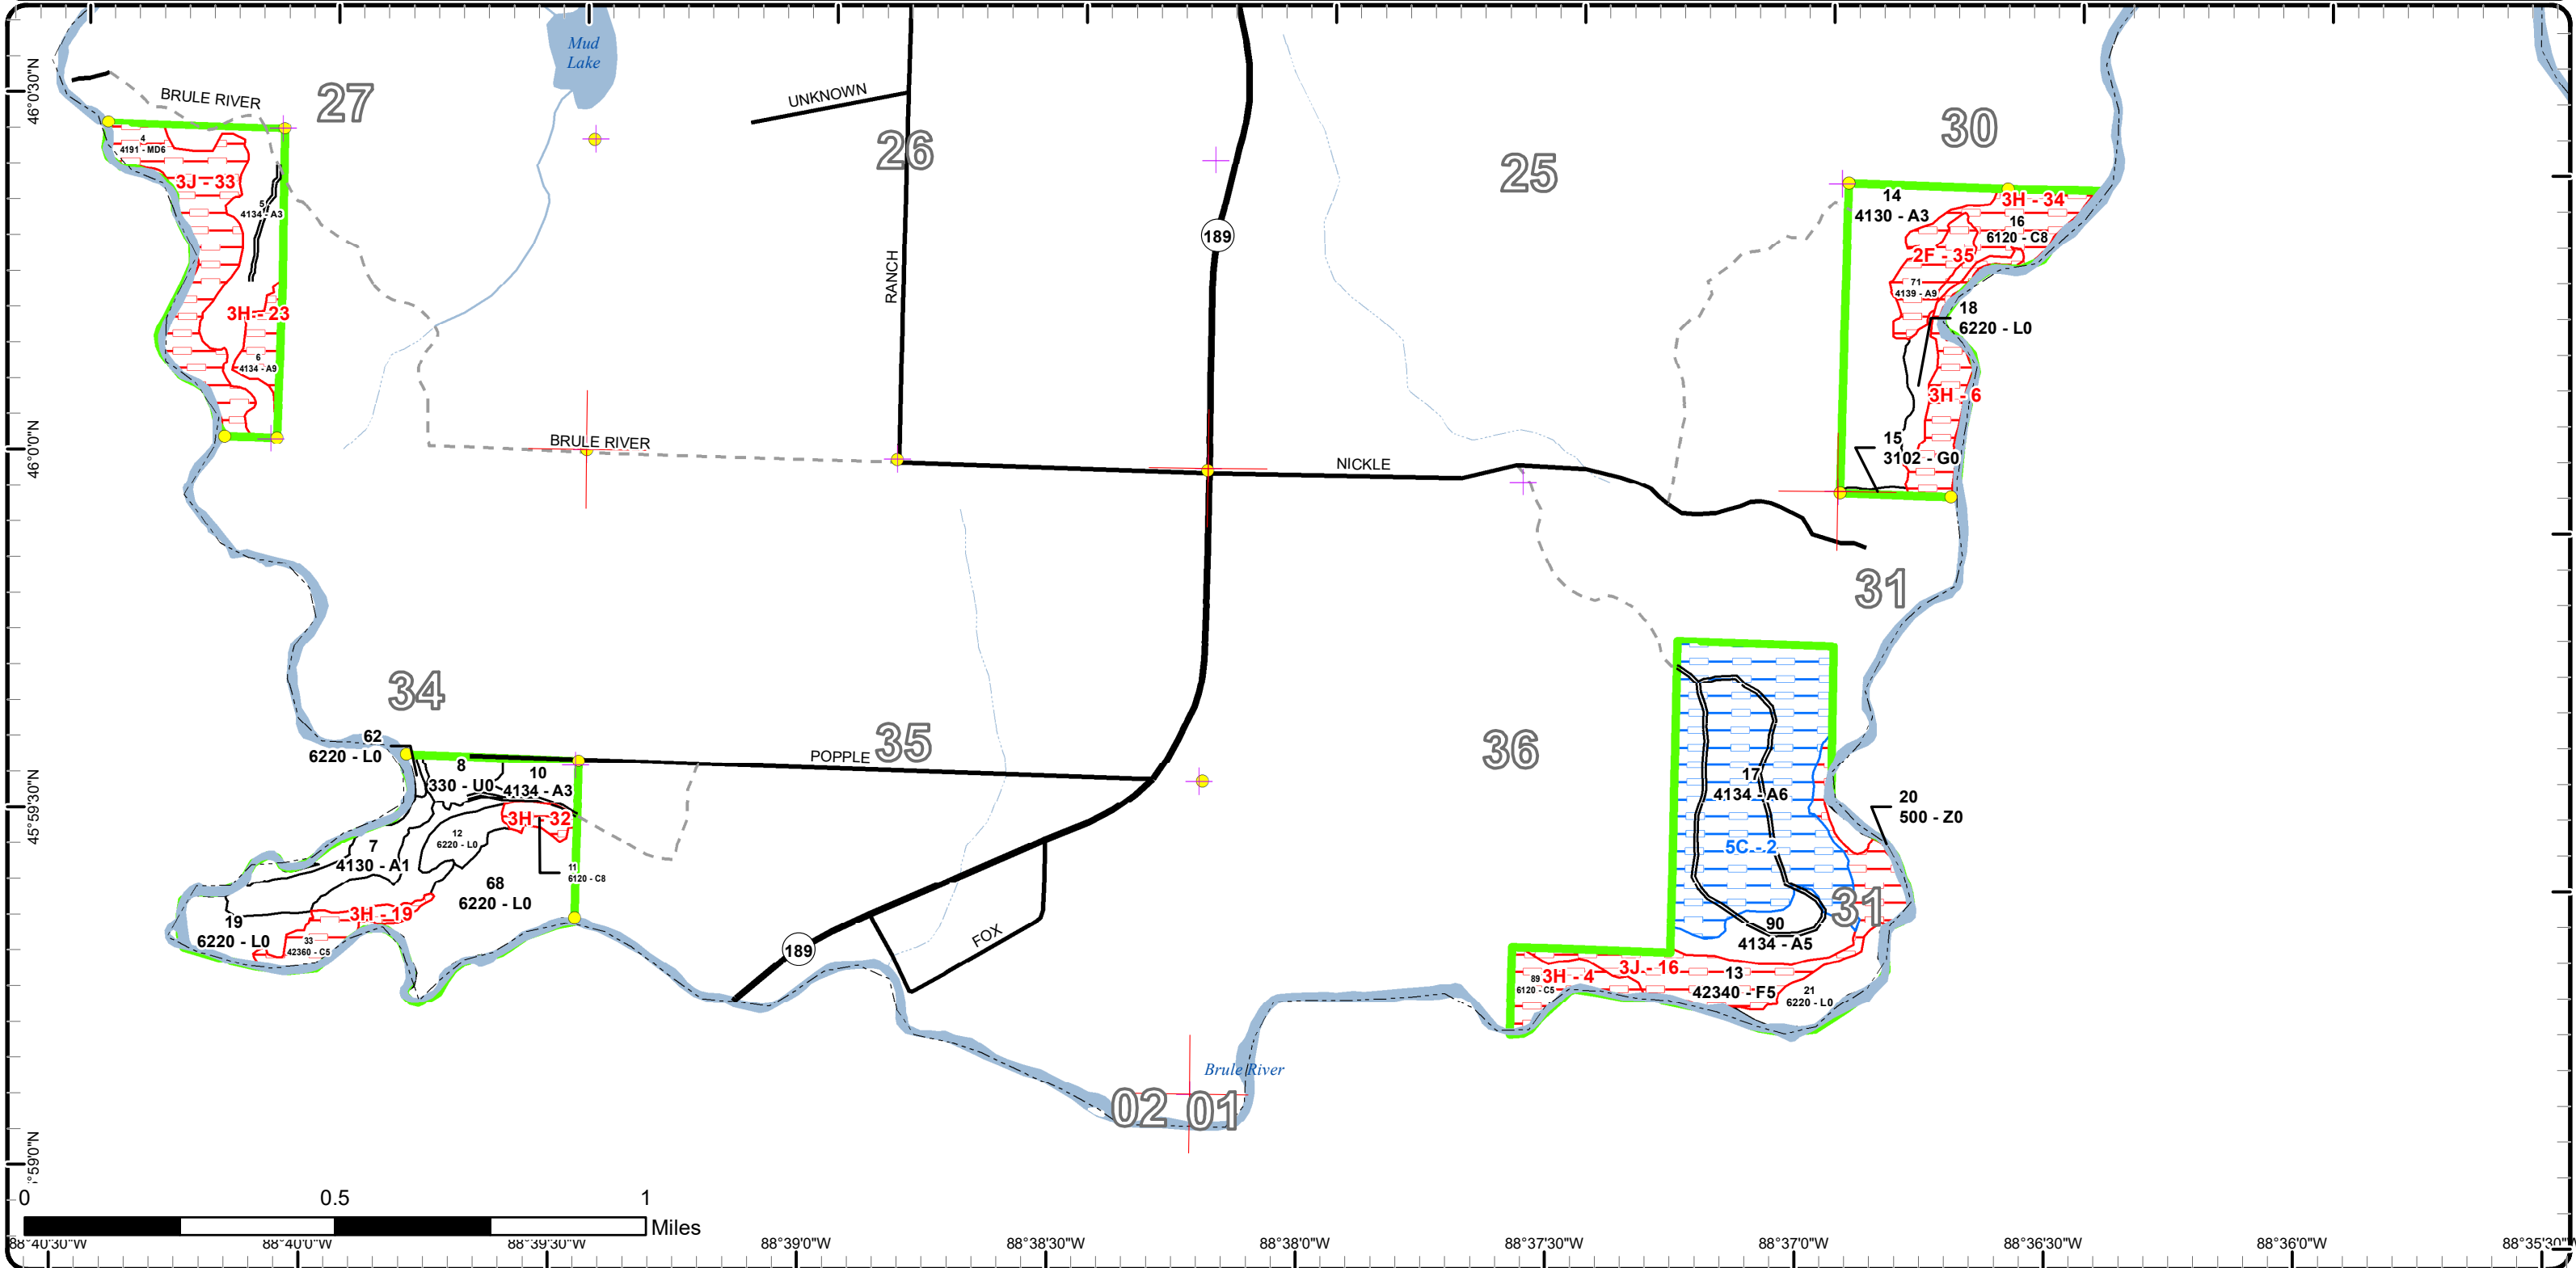 Mud
Lake
46°0'30"N
BRULE RIVER
27
UNKNOWN
26
25
30
4
4191 - MD6
3J - 33
5
4134 - A3
3H - 23
6
4134 - A9
189
RANCH
14
4130 - A3
3H - 34
16
6120 - C8
2F - 35
71
4139 - A9
18
6220 - L0
3H - 6
15
3102 - G0
46°0'0"N
BRULE RIVER
NICKLE
31
34
35
36
62
6220 - L0
8
330 - U0
10
4134 - A3
POPPLE
3H - 32
45°59'30"N
12
6220 - L0
7
4130 - A1
11
6120 - C8
68
6220 - L0
3H - 19
19
6220 - L0
33
42360 - C5
17
4134 - A6
20
500 - Z0
5C - 2
31
90
4134 - A5
189
FOX
3J - 16
3H - 4
89
6120 - C5
13
42340 - F5
21
6220 - L0
Brule River
02
01
°59'0"N
0
0.5
1
Miles
88°40'30"W
88°40'0"W
88°39'30"W
88°39'0"W
88°38'30"W
88°38'0"W
88°37'30"W
88°37'0"W
88°36'30"W
88°36'0"W
88°35'30"W